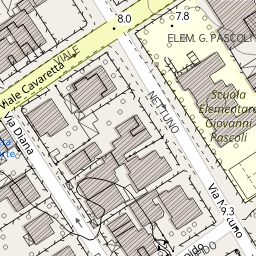 8.0
7.8
ELEM. G. PASCOLI
VIALE
Viale Cavaretta
NETTUNO
Scuola
Elementare
Giovanni
Pascoli
Via Diana
Via Nettuno